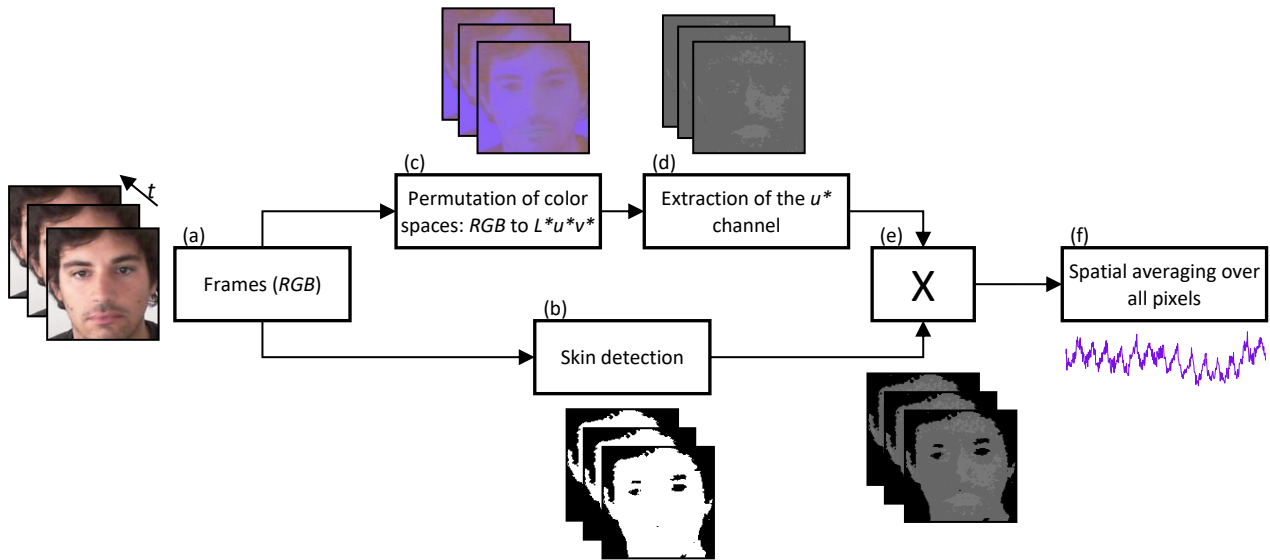 t
(a)
Frames (RGB)
(c)
Permutation of color
spaces: RGB to L*u*v*
(d)
Extraction of the u*
channel
(b)
Skin detection
(e)
X
(f)
Spatial averaging over
all pixels